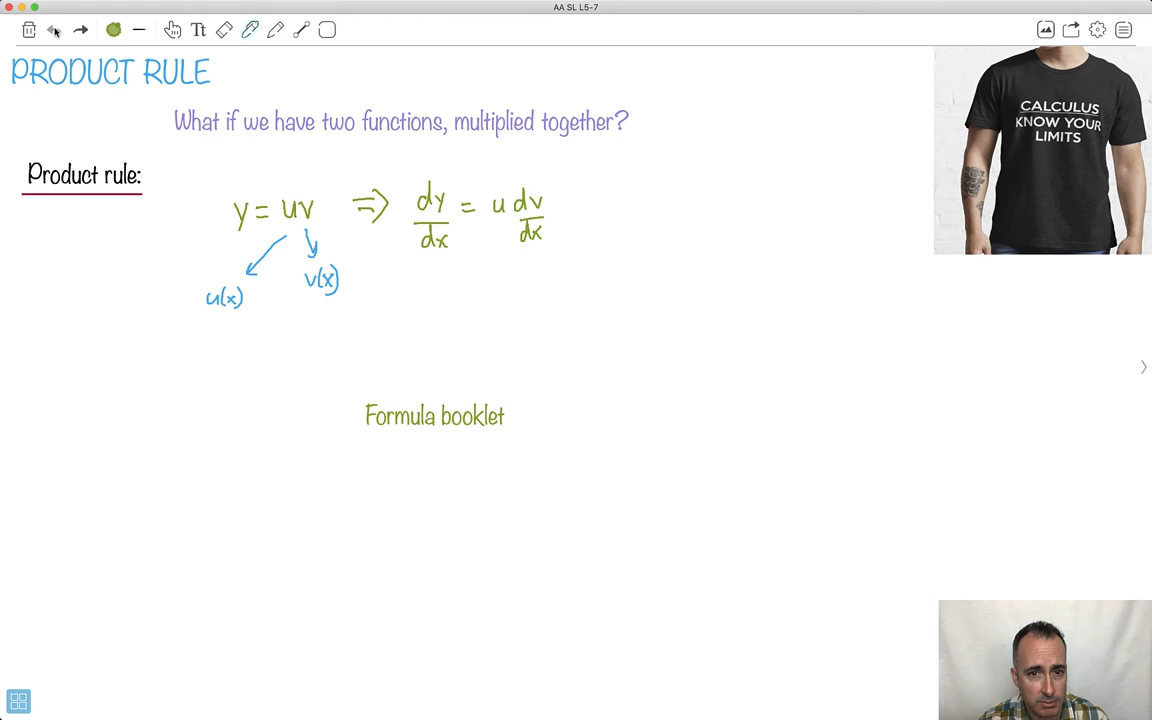 AA SL L5-7
Tt
PRODUCT RULE
What if we have two functions, multiplied together?
CALCULUS
KNOW YOUR
LIMITS
Product rule:
y = uv ⇒ dy/dx = u dv/dx
u(x)
v(x)
Formula booklet